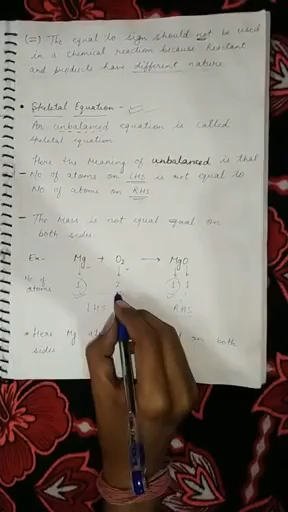 (=) The equal to sign should not be used
in a chemical reaction because Reactant
and products have different nature.
• Skeletal Equation -
An unbalanced equation is called
skeletal equation
Here the Meaning of unbalanced is that
- No of atoms on LHS is not equal to
No of atoms on RHS
- The Mass is not equal equal on
both sides.
Ex- Mg + O2 → MgO
No of atoms 1 2 1 1
LHS RHS
• Here Mg on both
sides